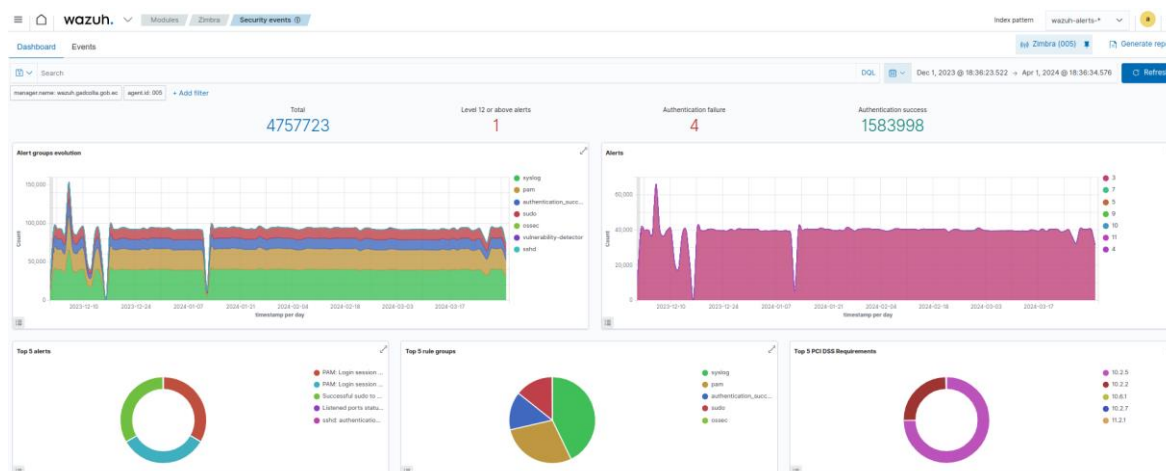 wazuh. Modules Zimbra Security events Index pattern wazuh-alerts-*
Dashboard Events Zimbra (005) Generate rep
Search DQL Dec 1, 2023 @ 18:36:23.522 → Apr 1, 2024 @ 18:36:34.576 Refres
agent.id: 005 + Add filter
Total Level 12 or above alerts Authentication failure Authentication success
4757723 1 4 1583998
Alert groups evolution
150,000
100,000
50,000
0
Count
2023-12-10 2023-12-24 2024-01-07 2024-01-21 2024-02-04 2024-02-18 2024-03-03 2024-03-17
timestamp per day
syslog
pam
authentication_succ...
sudo
ossec
vulnerability-detector
sshd
Alerts
60,000
40,000
20,000
0
Count
2023-12-10 2023-12-24 2024-01-07 2024-01-21 2024-02-04 2024-02-18 2024-03-03 2024-03-17
timestamp per day
3
7
5
9
10
11
4
Top 5 alerts
PAM: Login session ...
PAM: Login session ...
Successful sudo to ...
Listened ports statu...
sshd: authenticatio...
Top 5 rule groups
syslog
pam
authentication_succ...
sudo
ossec
Top 5 PCI DSS Requirements
10.2.5
10.2.2
10.6.1
10.2.7
11.2.1